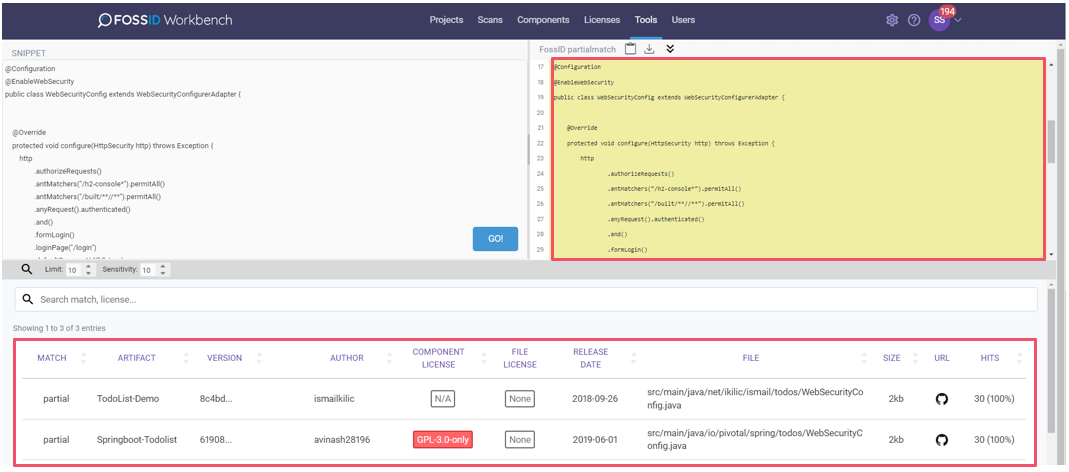 FOSSID Workbench
Projects Scans Components Licenses Tools Users
SS 194
SNIPPET
@Configuration
@EnableWebSecurity
public class WebSecurityConfig extends WebSecurityConfigurerAdapter {
@Override
protected void configure(HttpSecurity http) throws Exception {
http
.authorizeRequests()
.antMatchers("/h2-console*").permitAll()
.antMatchers("/built/**//**").permitAll()
.anyRequest().authenticated()
.and()
.formLogin()
.loginPage("/login")
GO!
FossID partialmatch
17 @Configuration
18 @EnableWebSecurity
19 public class WebSecurityConfig extends WebSecurityConfigurerAdapter {
20
21 @Override
22 protected void configure(HttpSecurity http) throws Exception {
23 http
24 .authorizeRequests()
25 .antMatchers("/h2-console*").permitAll()
26 .antMatchers("/built/**//**").permitAll()
27 .anyRequest().authenticated()
28 .and()
29 .formLogin()
Limit: 10 Sensitivity: 10
Search match, license...
Showing 1 to 3 of 3 entries
MATCH ARTIFACT VERSION AUTHOR COMPONENT LICENSE FILE LICENSE RELEASE DATE FILE SIZE URL HITS
partial TodoList-Demo 8c4bd... ismailkilic N/A None 2018-09-26 src/main/java/net/ikilic/ismail/todos/WebSecurityCo
nfig.java 2kb 30 (100%)
partial Springboot-Todolist 61908... avinash28196 GPL-3.0-only None 2019-06-01 src/main/java/io/pivotal/spring/todos/WebSecurityC
onfig.java 2kb 30 (100%)